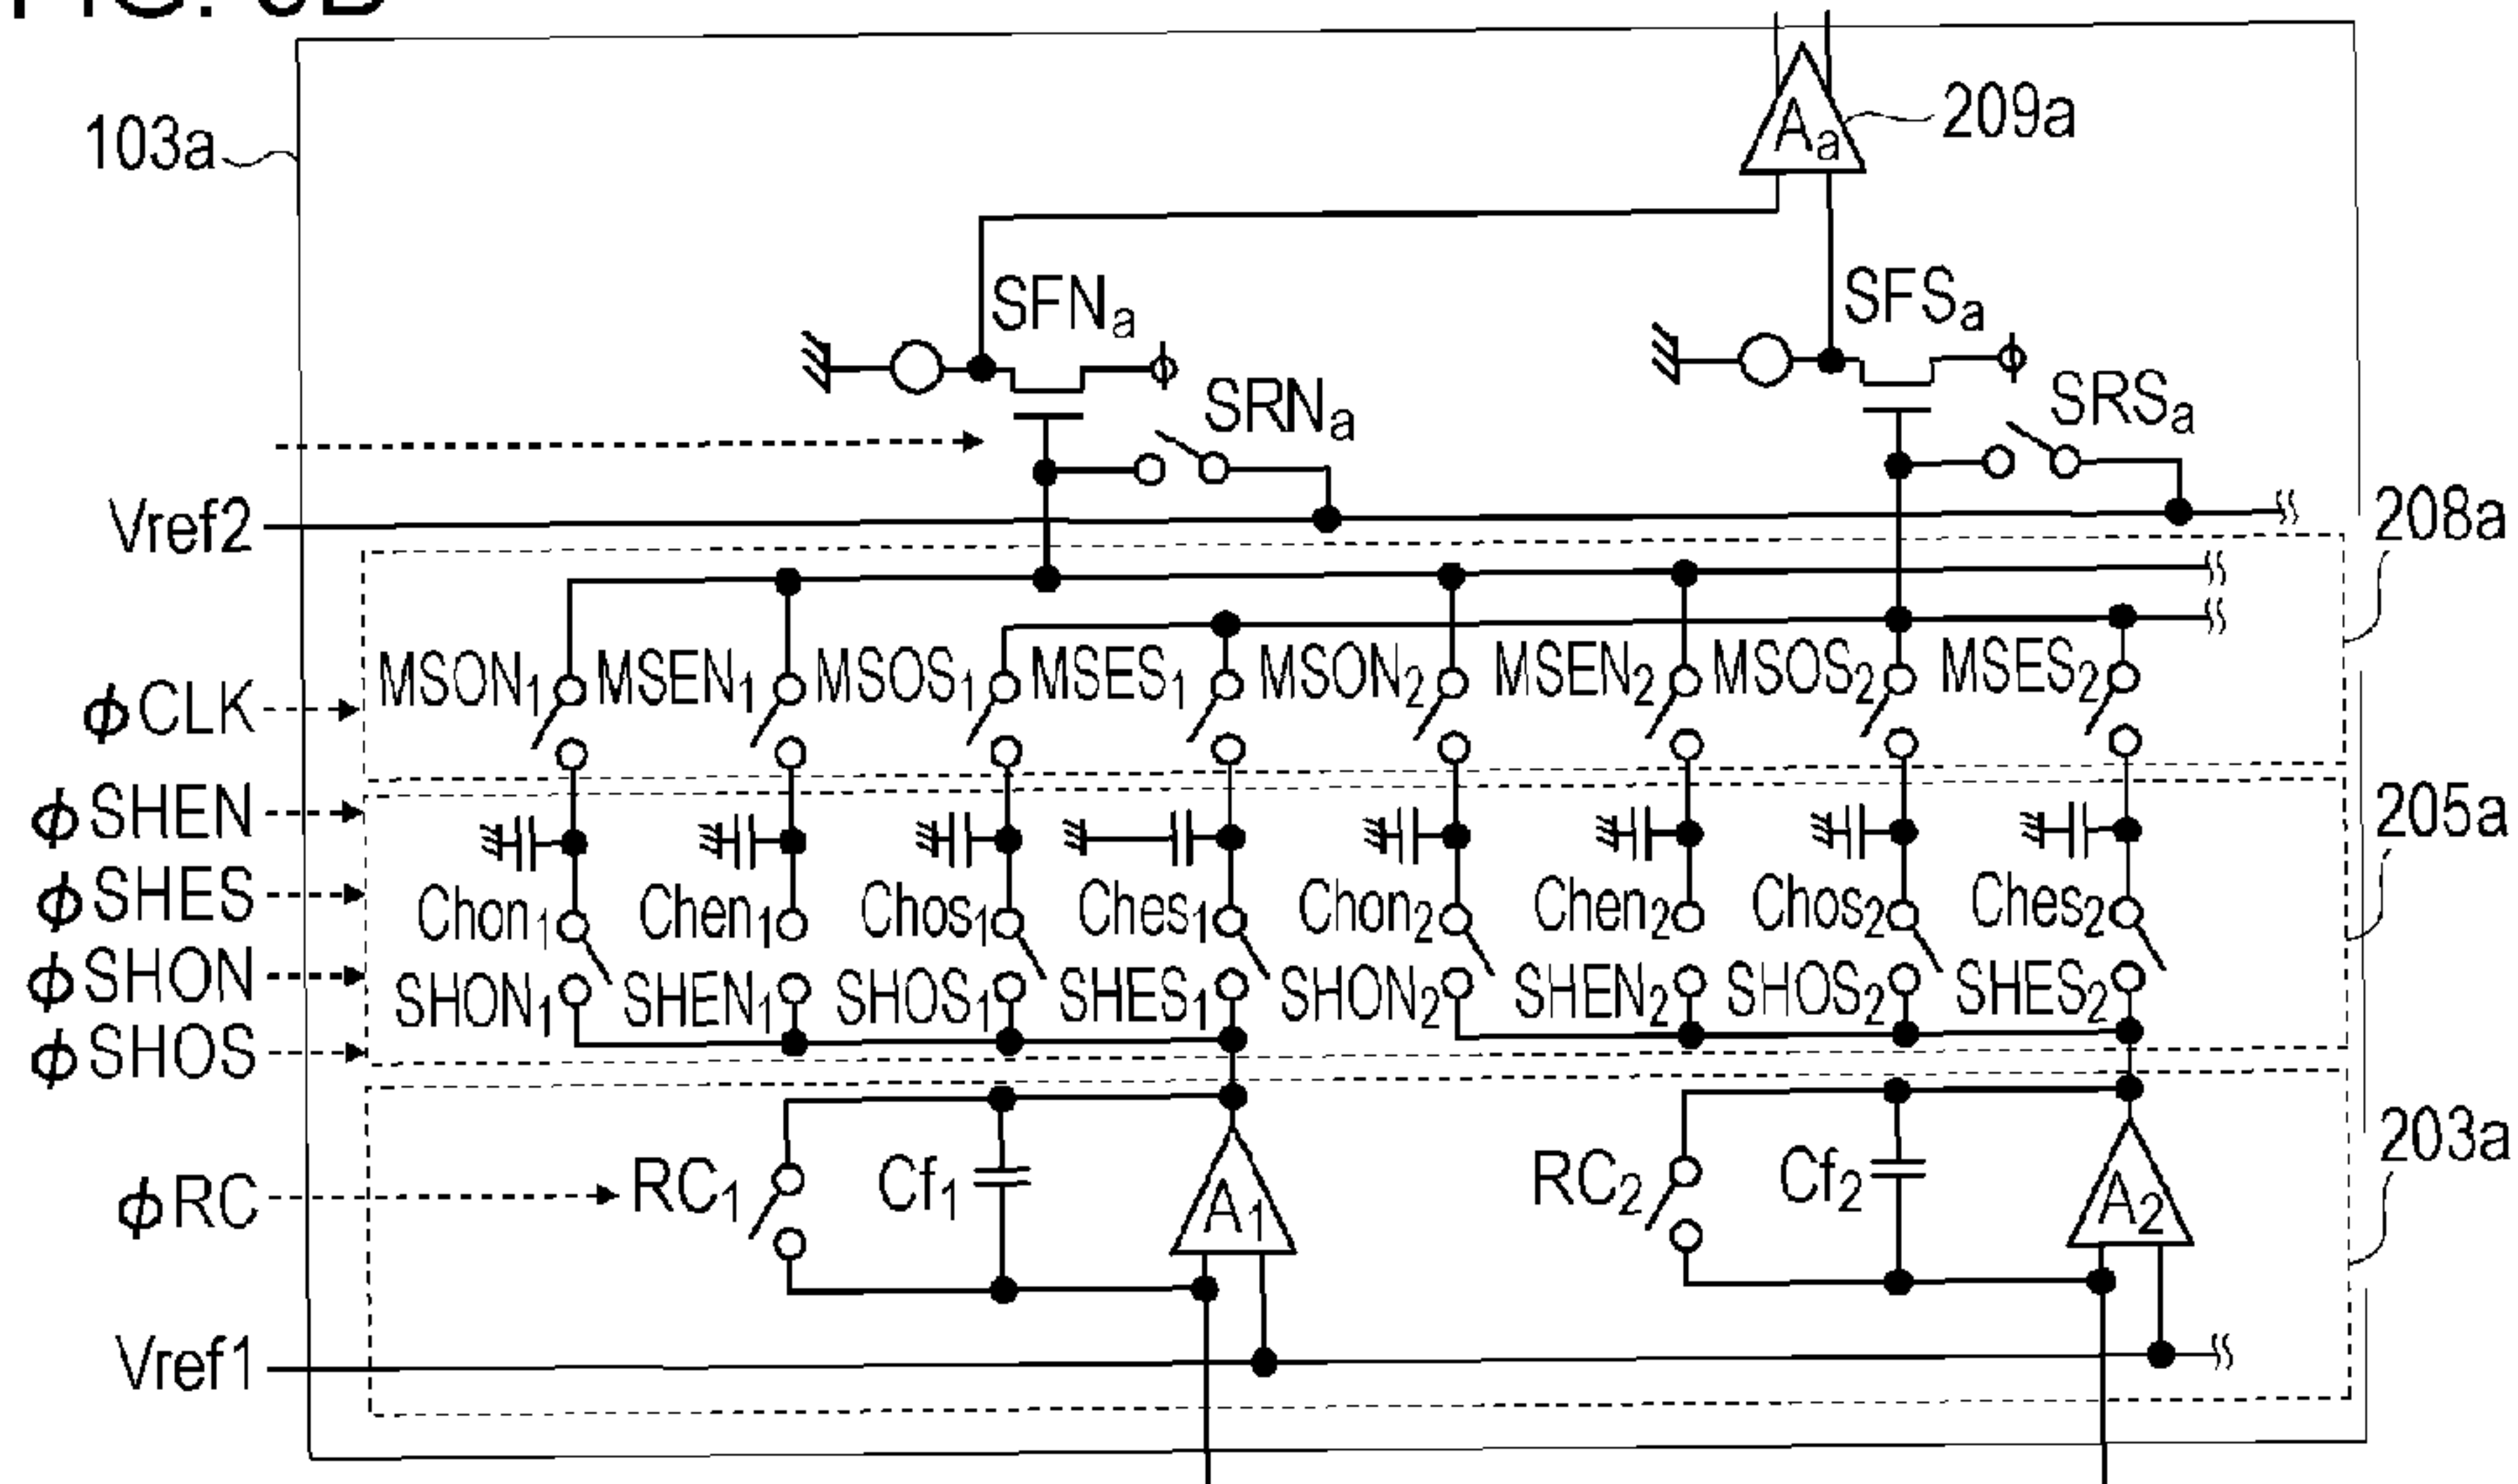 103a
Aa
209a
SFNa
SFSa
SRNa
SRSa
Vref2
208a
MSON1 MSEN1 MSOS1 MSES1 MSON2 MSEN2 MSOS2 MSES2
ϕCLK
ϕSHEN
205a
ϕSHES
Chon1 Chen1 Chos1 Ches1 Chon2 Chen2 Chos2 Ches2
ϕSHON
SHON1 SHEN1 SHOS1 SHES1 SHON2 SHEN2 SHOS2 SHES2
ϕSHOS
203a
ϕRC
RC1 Cf1 A1 RC2 Cf2 A2
Vref1